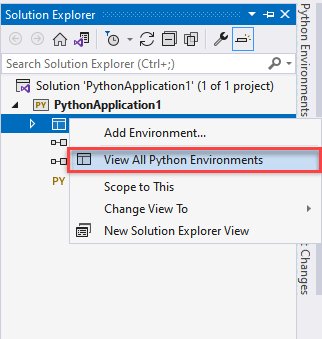 Solution Explorer
Search Solution Explorer (Ctrl+;)
Solution 'PythonApplication1' (1 of 1 project)
PY PythonApplication1
Add Environment...
View All Python Environments
Scope to This
PY
Change View To
New Solution Explorer View
Python Environments
Changes